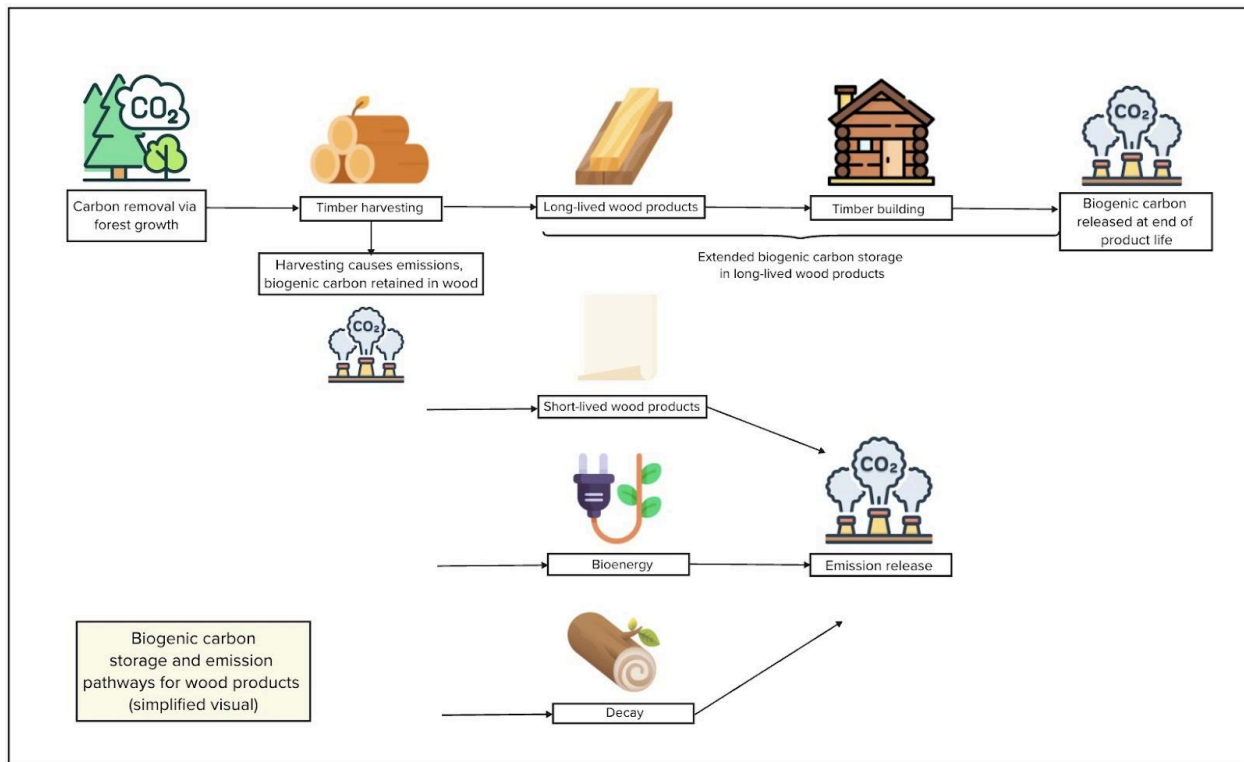 CO₂
CO₂
Carbon removal via
forest growth
Timber harvesting
Long-lived wood products
Timber building
Biogenic carbon
released at end of
product life
Harvesting causes emissions,
biogenic carbon retained in wood
Extended biogenic carbon storage
in long-lived wood products
CO₂
Short-lived wood products
CO₂
Bioenergy
Emission release
Biogenic carbon
storage and emission
pathways for wood products
(simplified visual)
Decay